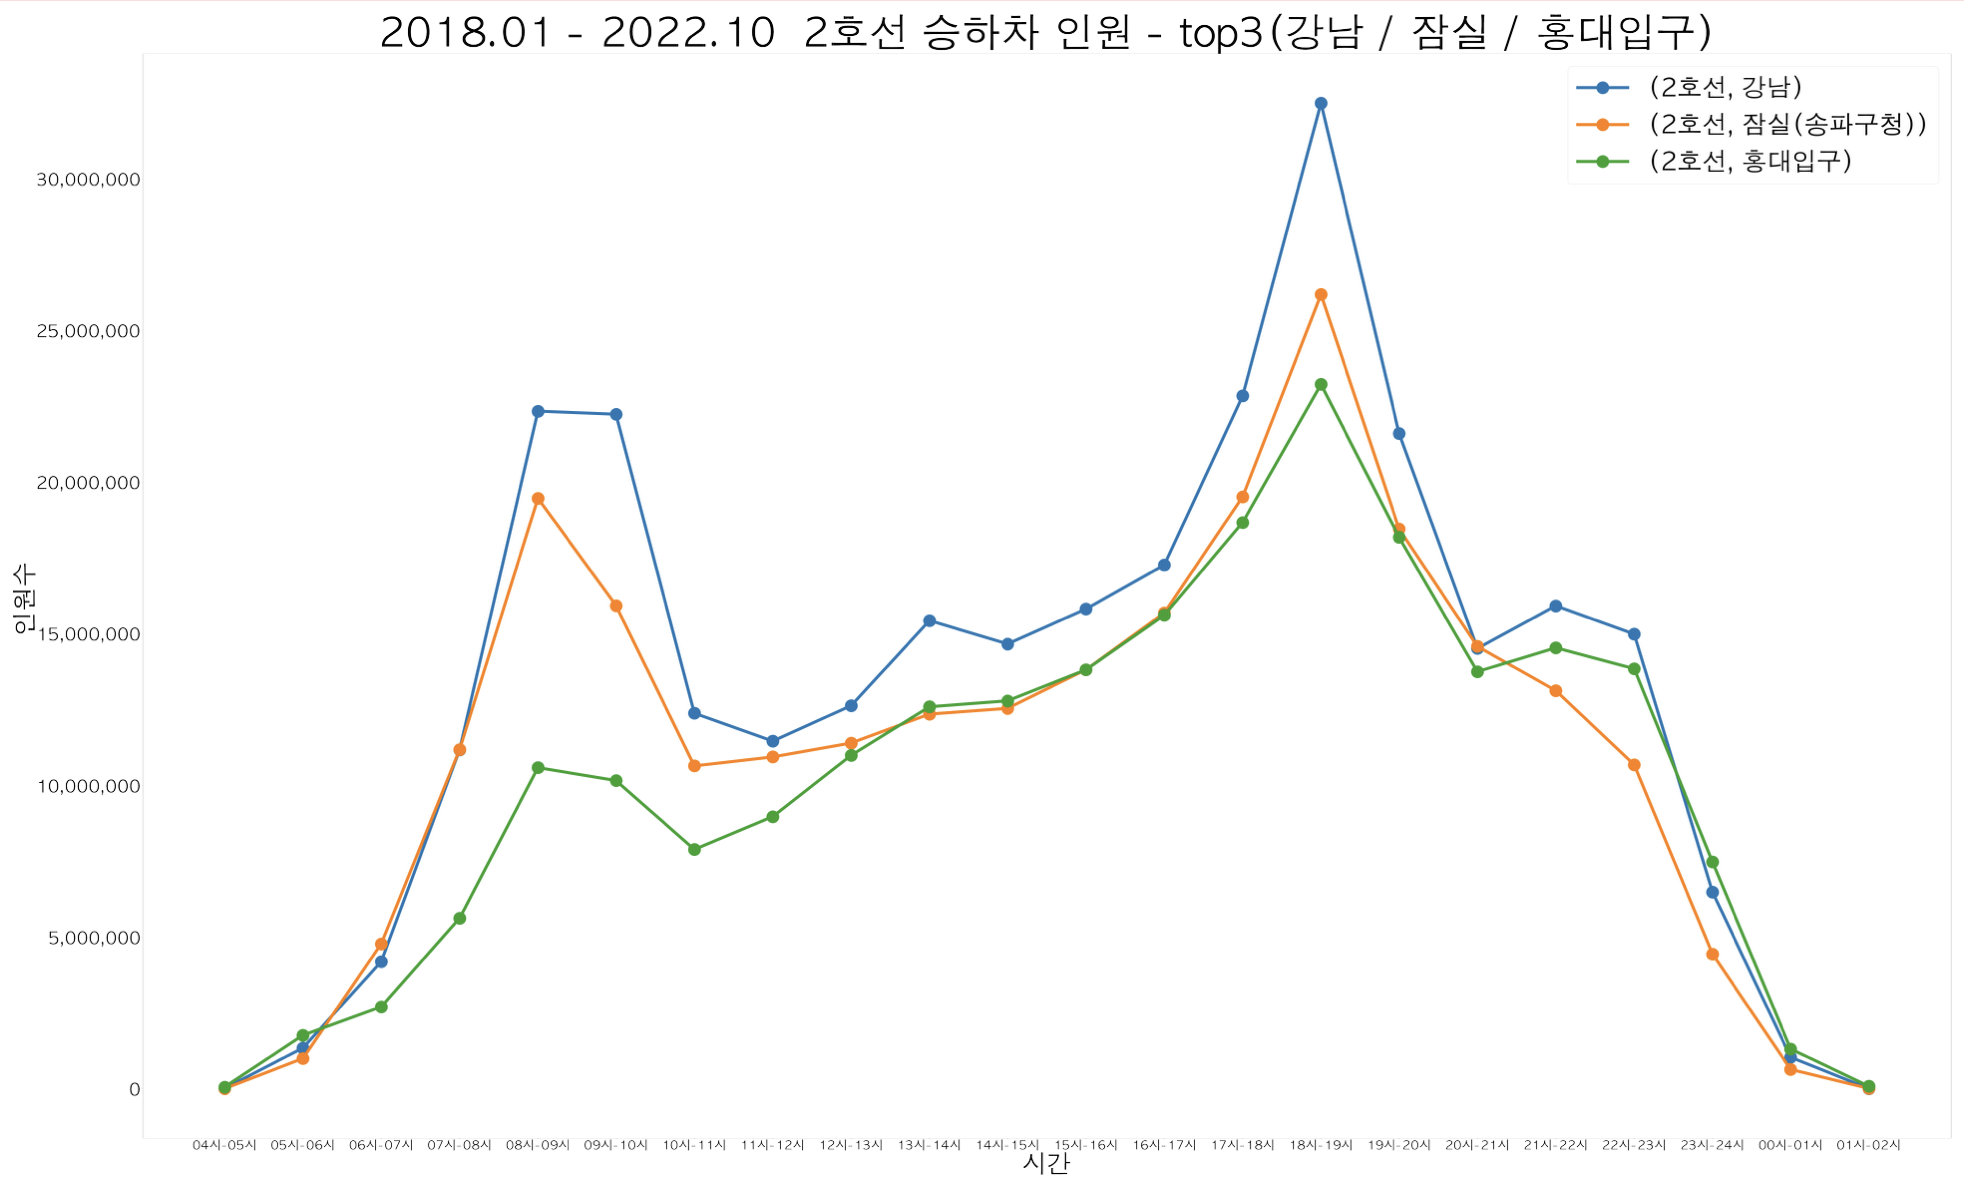 2018.01 - 2022.10 2호선 승하차 인원 - top3(강남 / 잠실 / 홍대입구)
(2호선, 강남)
(2호선, 잠실(송파구청))
(2호선, 홍대입구)
30,000,000
25,000,000
20,000,000
15,000,000
10,000,000
5,000,000
0
인원수
04시-05시 05시-06시 06시-07시 07시-08시 08시-09시 09시-10시 10시-11시 11시-12시 12시-13시 13시-14시 14시-15시 15시-16시 16시-17시 17시-18시 18시-19시 19시-20시 20시-21시 21시-22시 22시-23시 23시-24시 00시-01시 01시-02시
시간